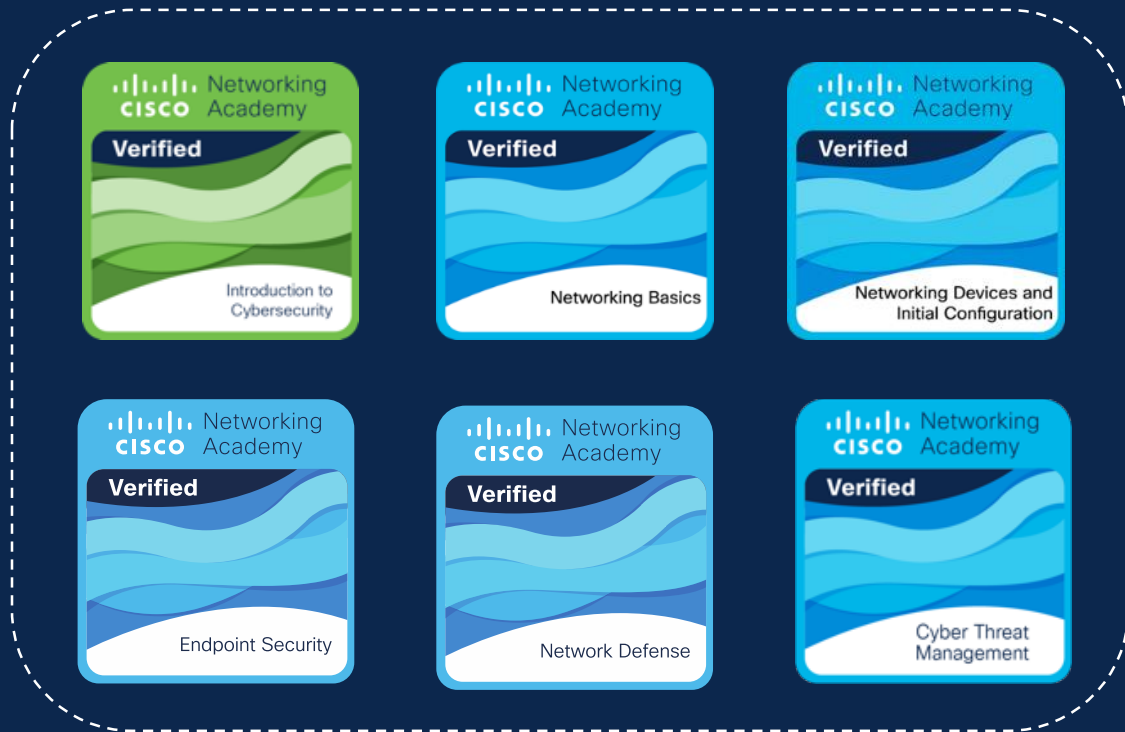 CISCO Networking Academy
Verified
Introduction to
Cybersecurity
CISCO Networking Academy
Verified
Networking Basics
CISCO Networking Academy
Verified
Networking Devices and
Initial Configuration
CISCO Networking Academy
Verified
Endpoint Security
CISCO Networking Academy
Verified
Network Defense
CISCO Networking Academy
Verified
Cyber Threat
Management